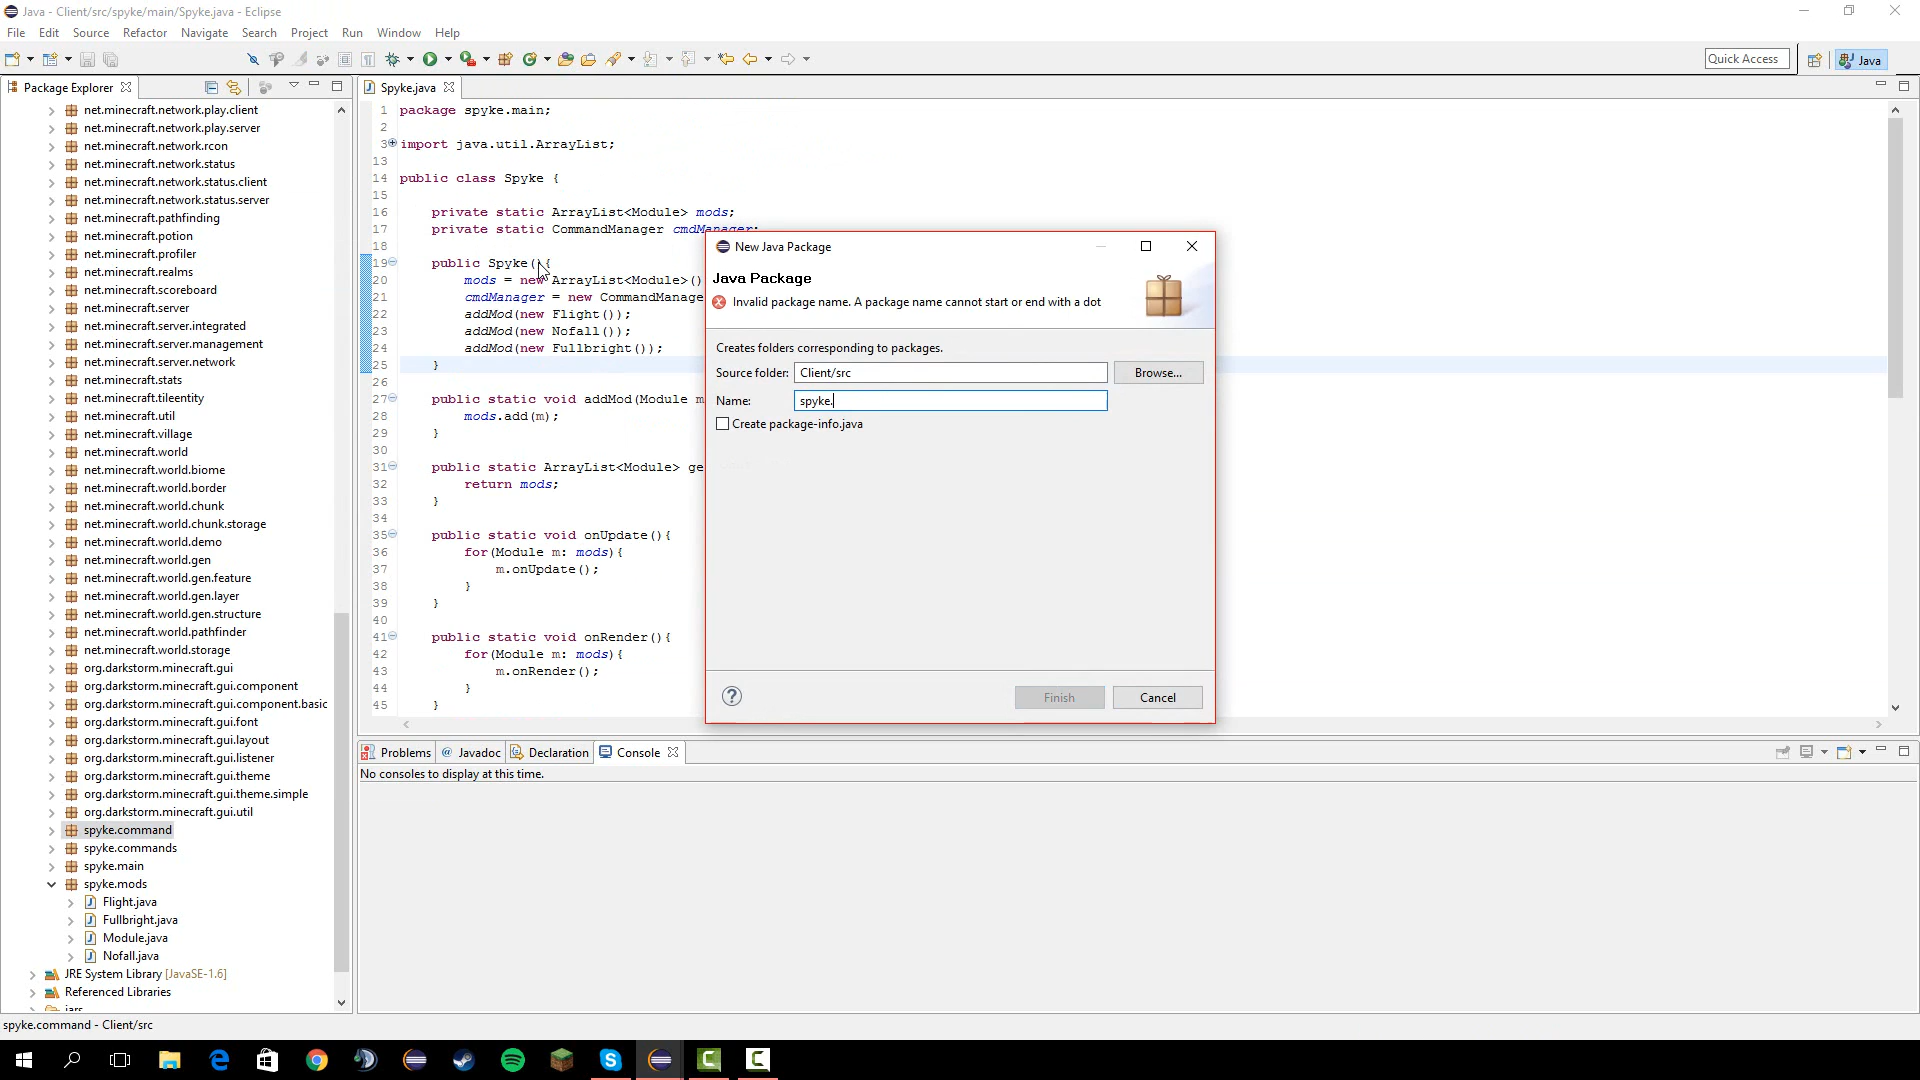 Java - Client/src/spyke/main/Spyke.java - Eclipse
File Edit Source Refactor Navigate Search Project Run Window Help
Quick Access
Java
Package Explorer
net.minecraft.network.play.client
net.minecraft.network.play.server
net.minecraft.network.rcon
net.minecraft.network.status
net.minecraft.network.status.client
net.minecraft.network.status.server
net.minecraft.pathfinding
net.minecraft.potion
net.minecraft.profiler
net.minecraft.realms
net.minecraft.scoreboard
net.minecraft.server
net.minecraft.server.integrated
net.minecraft.server.management
net.minecraft.server.network
net.minecraft.stats
net.minecraft.tileentity
net.minecraft.util
net.minecraft.village
net.minecraft.world
net.minecraft.world.biome
net.minecraft.world.border
net.minecraft.world.chunk
net.minecraft.world.chunk.storage
net.minecraft.world.demo
net.minecraft.world.gen
net.minecraft.world.gen.feature
net.minecraft.world.gen.layer
net.minecraft.world.gen.structure
net.minecraft.world.pathfinder
net.minecraft.world.storage
org.darkstorm.minecraft.gui
org.darkstorm.minecraft.gui.component
org.darkstorm.minecraft.gui.component.basic
org.darkstorm.minecraft.gui.font
org.darkstorm.minecraft.gui.layout
org.darkstorm.minecraft.gui.listener
org.darkstorm.minecraft.gui.theme
org.darkstorm.minecraft.gui.theme.simple
org.darkstorm.minecraft.gui.util
spyke.command
spyke.commands
spyke.main
spyke.mods
Flight.java
Fullbright.java
Module.java
Nofall.java
JRE System Library [JavaSE-1.6]
Referenced Libraries
jars
Spyke.java
1 package spyke.main;
2
3 import java.util.ArrayList;
13
14 public class Spyke {
15
16 private static ArrayList<Module> mods;
17 private static CommandManager cmdManager;
18
19 public Spyke(){
20 mods = new ArrayList<Module>()
21 cmdManager = new CommandManage
22 addMod(new Flight());
23 addMod(new Nofall());
24 addMod(new Fullbright());
25 }
26
27 public static void addMod(Module m
28 mods.add(m);
29 }
30
31 public static ArrayList<Module> ge
32 return mods;
33 }
34
35 public static void onUpdate(){
36 for(Module m: mods){
37 m.onUpdate();
38 }
39 }
40
41 public static void onRender(){
42 for(Module m: mods){
43 m.onRender();
44 }
45 }
New Java Package
Java Package
Invalid package name. A package name cannot start or end with a dot
Creates folders corresponding to packages.
Source folder: Client/src Browse...
Name: spyke.
Create package-info.java
? Finish Cancel
Problems @ Javadoc Declaration Console
No consoles to display at this time.
spyke.command - Client/src